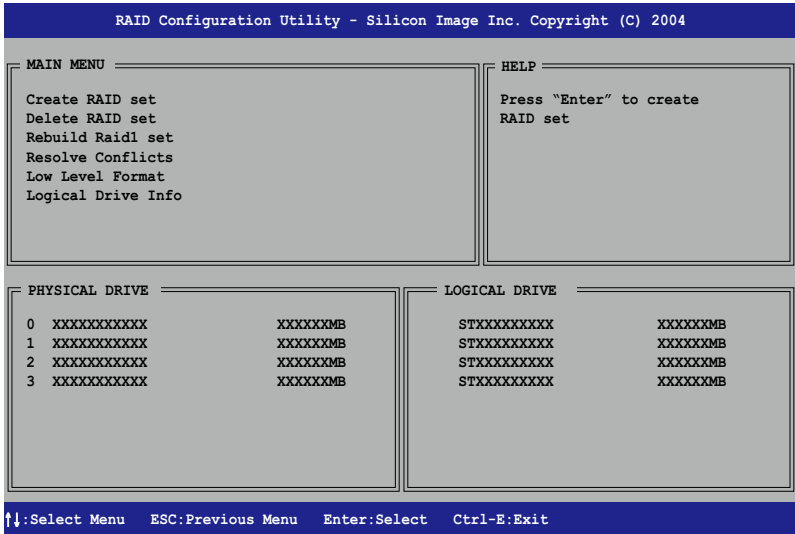 RAID Configuration Utility - Silicon Image Inc. Copyright (C) 2004
MAIN MENU
Create RAID set
Delete RAID set
Rebuild Raid1 set
Resolve Conflicts
Low Level Format
Logical Drive Info
HELP
Press “Enter” to create
RAID set
PHYSICAL DRIVE
0 XXXXXXXXXXX XXXXXXMB
1 XXXXXXXXXXX XXXXXXMB
2 XXXXXXXXXXX XXXXXXMB
3 XXXXXXXXXXX XXXXXXMB
LOGICAL DRIVE
STXXXXXXXXX XXXXXXMB
STXXXXXXXXX XXXXXXMB
STXXXXXXXXX XXXXXXMB
STXXXXXXXXX XXXXXXMB
↑↓:Select Menu ESC:Previous Menu Enter:Select Ctrl-E:Exit